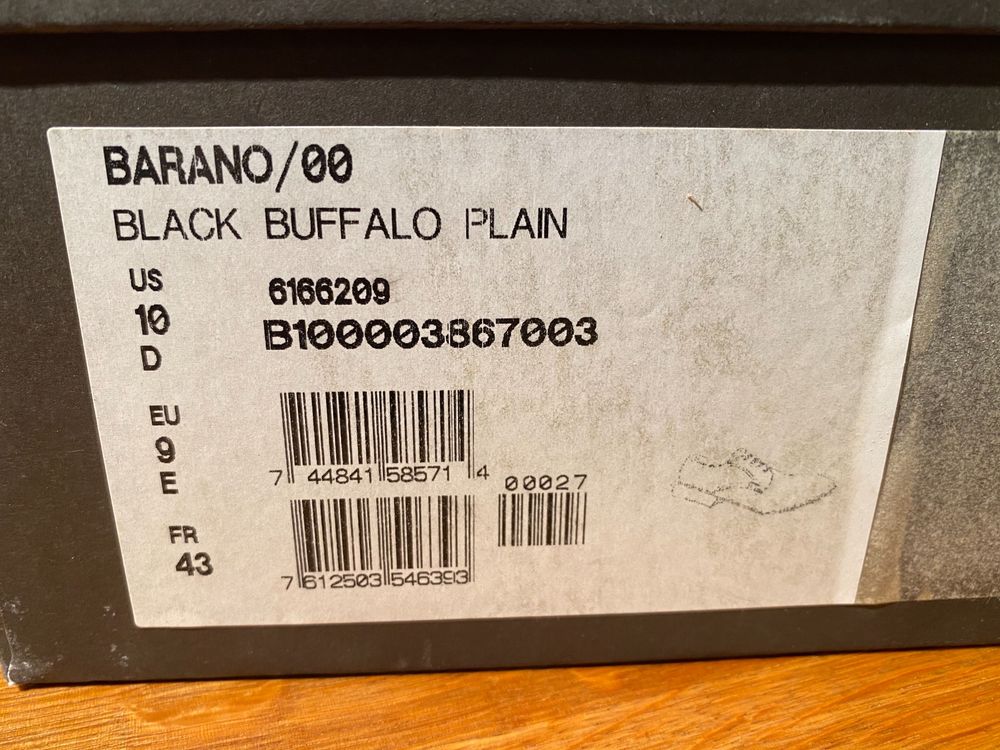 BARANO/00
BLACK BUFFALO PLAIN
US
10
D
6166209
B100003867003
EU
9
E
7 44841 58571 4
00027
FR
43
7 612503 546393